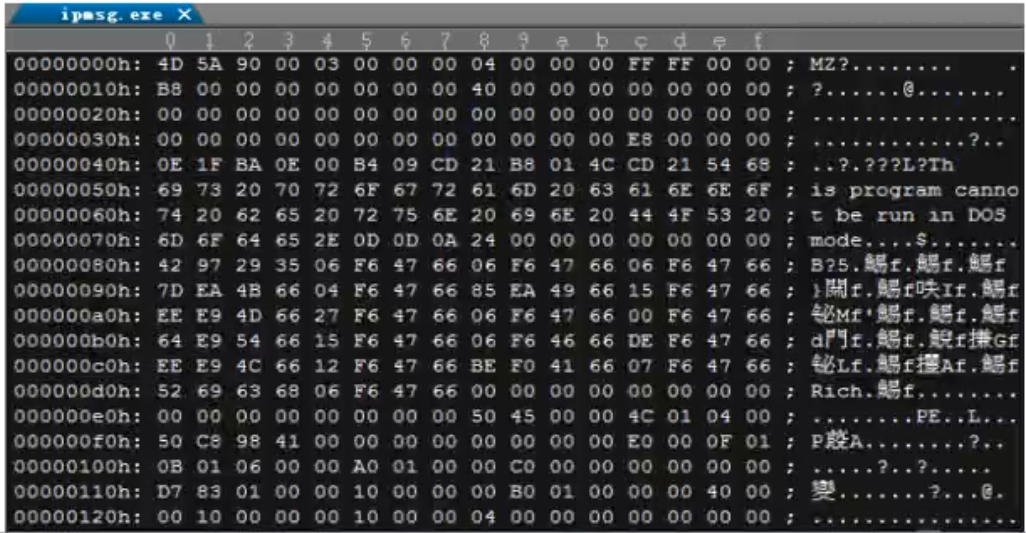 ipmsg.exe X
0 1 2 3 4 5 6 7 8 9 a b c d e f
00000000h: 4D 5A 90 00 03 00 00 00 04 00 00 00 FF FF 00 00 ; MZ?........ .
00000010h: B8 00 00 00 00 00 00 00 40 00 00 00 00 00 00 00 ; ?.......@.......
00000020h: 00 00 00 00 00 00 00 00 00 00 00 00 00 00 00 00 ; ................
00000030h: 00 00 00 00 00 00 00 00 00 00 00 00 E8 00 00 00 ; ............?..
00000040h: 0E 1F BA 0E 00 B4 09 CD 21 B8 01 4C CD 21 54 68 ; ..?.???L?Th
00000050h: 69 73 20 70 72 6F 67 72 61 6D 20 63 61 6E 6E 6F ; is program canno
00000060h: 74 20 62 65 20 72 75 6E 20 69 6E 20 44 4F 53 20 ; t be run in DOS
00000070h: 6D 6F 64 65 2E 0D 0D 0A 24 00 00 00 00 00 00 00 ; mode....$.......
00000080h: 42 97 29 35 06 F6 47 66 06 F6 47 66 06 F6 47 66 ; B?5.鯣f.鯣f.鯣f
00000090h: 7D EA 4B 66 04 F6 47 66 85 EA 49 66 15 F6 47 66 ; }闗f.鯣f呹If.鯣f
000000a0h: EE E9 4D 66 27 F6 47 66 06 F6 47 66 00 F6 47 66 ; 铋Mf'鯣f.鯣f.鯣f
000000b0h: 64 E9 54 66 15 F6 47 66 06 F6 46 66 DE F6 47 66 ; d門f.鯣f.鯢f摒Gf
000000c0h: EE E9 4C 66 12 F6 47 66 BE F0 41 66 07 F6 47 66 ; 铋Lf.鯣f攫Af.鯣f
000000d0h: 52 69 63 68 06 F6 47 66 00 00 00 00 00 00 00 00 ; Rich.鯣f........
000000e0h: 00 00 00 00 00 00 00 00 50 45 00 00 4C 01 04 00 ; ........PE..L...
000000f0h: 50 C8 98 41 00 00 00 00 00 00 00 00 E0 00 0F 01 ; P葮A........?..
00000100h: 0B 01 06 00 00 A0 01 00 00 C0 00 00 00 00 00 00 ; .....?..?.....
00000110h: D7 83 01 00 00 10 00 00 00 B0 01 00 00 00 40 00 ; 變.......?...@.
00000120h: 00 10 00 00 00 10 00 00 04 00 00 00 00 00 00 00 ; ................